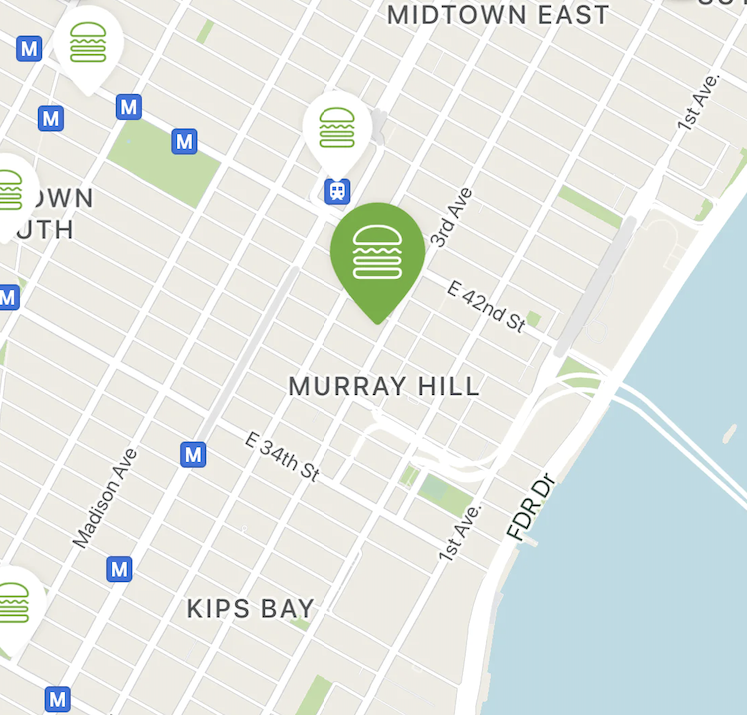 MIDTOWN EAST
M
1st Ave.
M
M
M
OWN
UTH
3rd Ave
M
E 42nd St
MURRAY HILL
M
E 34th St
Madison Ave
FDR Dr
1st Ave.
M
KIPS BAY
M